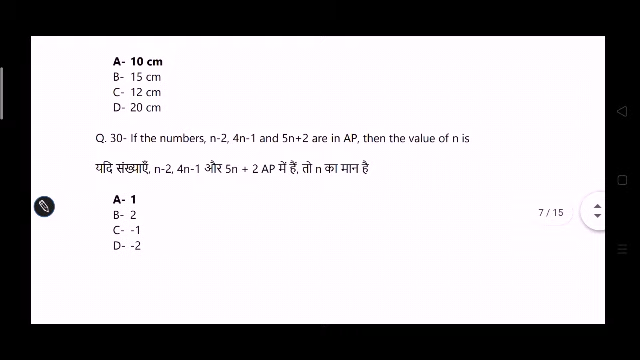 A- 10 cm
B- 15 cm
C- 12 cm
D- 20 cm
Q. 30- If the numbers, n-2, 4n-1 and 5n+2 are in AP, then the value of n is
यदि संख्याएँ, n-2, 4n-1 और 5n + 2 AP में हैं, तो n का मान है
A- 1
B- 2
C- -1
D- -2
7 / 15